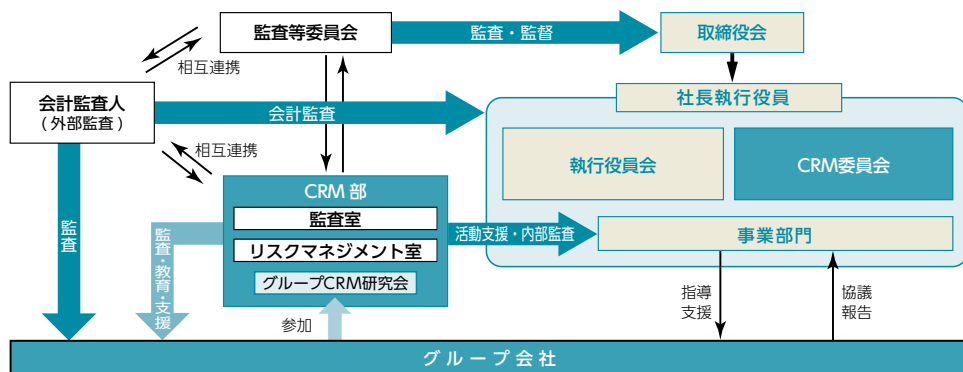 監査等委員会
監査・監督
取締役会
相互連携
社長執行役員
会計監査人
（外部監査）
会計監査
相互連携
執行役員会
CRM委員会
CRM部
監査室
リスクマネジメント室
グループCRM研究会
活動支援・内部監査
事業部門
監査
監査・教育・支援
参加
指導
支援
協議
報告
グループ会社